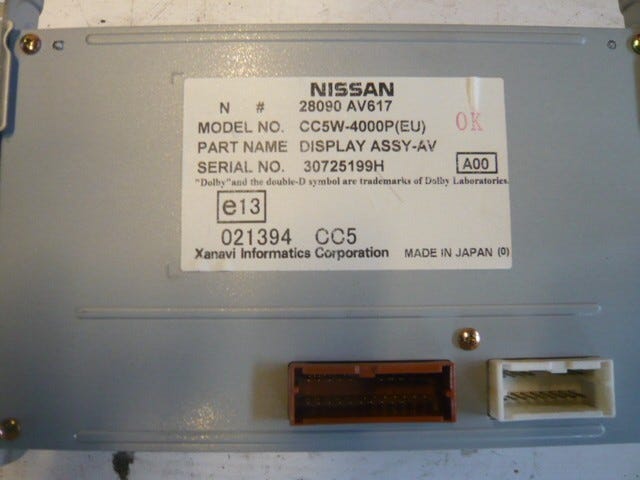 NISSAN
N # 28090 AV617
MODEL NO. CC5W-4000P(EU) OK
PART NAME DISPLAY ASSY-AV
SERIAL NO. 30725199H A00
"Dolby"and the double-D symbol are trademarks of Dolby Laboratories.
e13
021394 CC5
Xanavi Informatics Corporation MADE IN JAPAN (0)